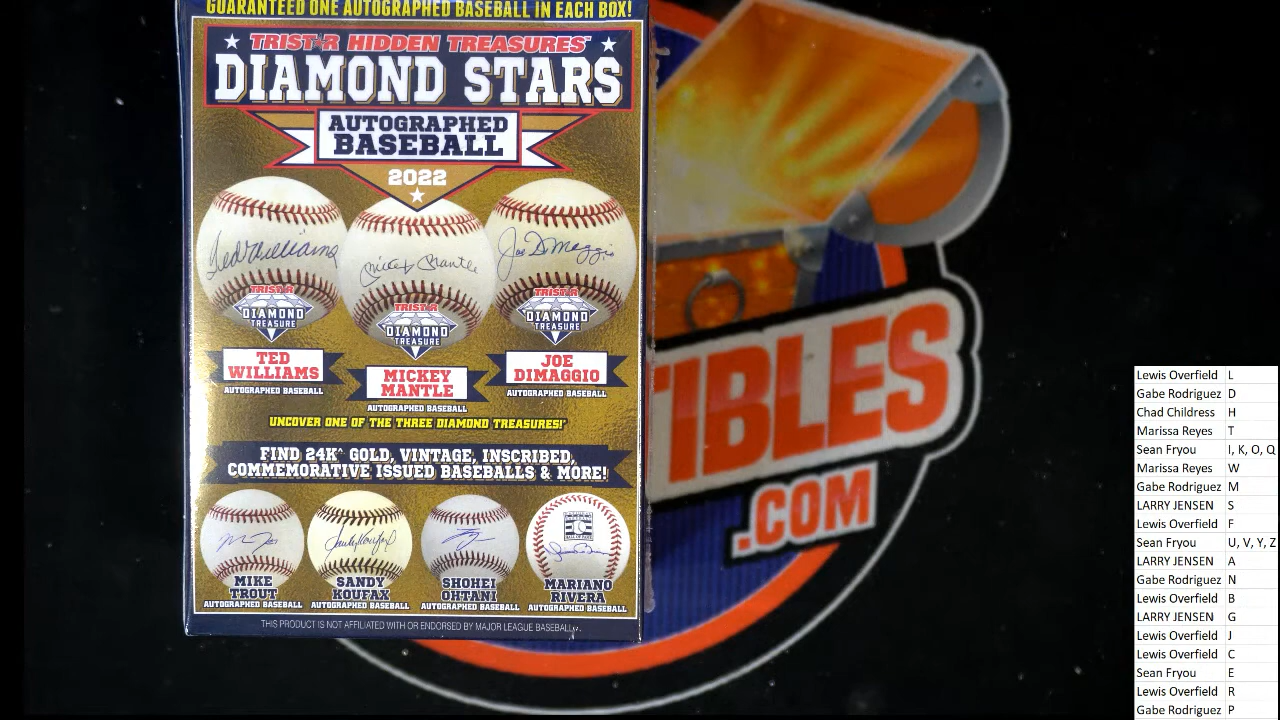 GUARANTEED ONE AUTOGRAPHED BASEBALL IN EACH BOX!
TRISTAR HIDDEN TREASURES
DIAMOND STARS
AUTOGRAPHED
BASEBALL
2022
Ted Williams
Mickey Mantle
Joe DiMaggio
TRISTAR
DIAMOND
TREASURE
TRISTAR
DIAMOND
TREASURE
TRISTAR
DIAMOND
TREASURE
TED
WILLIAMS
AUTOGRAPHED BASEBALL
MICKEY
MANTLE
AUTOGRAPHED BASEBALL
JOE
DIMAGGIO
AUTOGRAPHED BASEBALL
UNCOVER ONE OF THE THREE DIAMOND TREASURES!
FIND 24K GOLD, VINTAGE, INSCRIBED,
COMMEMORATIVE ISSUED BASEBALLS & MORE!
MIKE
TROUT
AUTOGRAPHED BASEBALL
SANDY
KOUFAX
AUTOGRAPHED BASEBALL
SHOHEI
OHTANI
AUTOGRAPHED BASEBALL
MARIANO
RIVERA
AUTOGRAPHED BASEBALL
THIS PRODUCT IS NOT AFFILIATED WITH OR ENDORSED BY MAJOR LEAGUE BASEBALL
TIBLES
.COM
Lewis Overfield L
Gabe Rodriguez D
Chad Childress H
Marissa Reyes T
Sean Fryou I, K, O, Q
Marissa Reyes W
Gabe Rodriguez M
LARRY JENSEN S
Lewis Overfield F
Sean Fryou U, V, Y, Z
LARRY JENSEN A
Gabe Rodriguez N
Lewis Overfield B
LARRY JENSEN G
Lewis Overfield J
Lewis Overfield C
Sean Fryou E
Lewis Overfield R
Gabe Rodriguez P